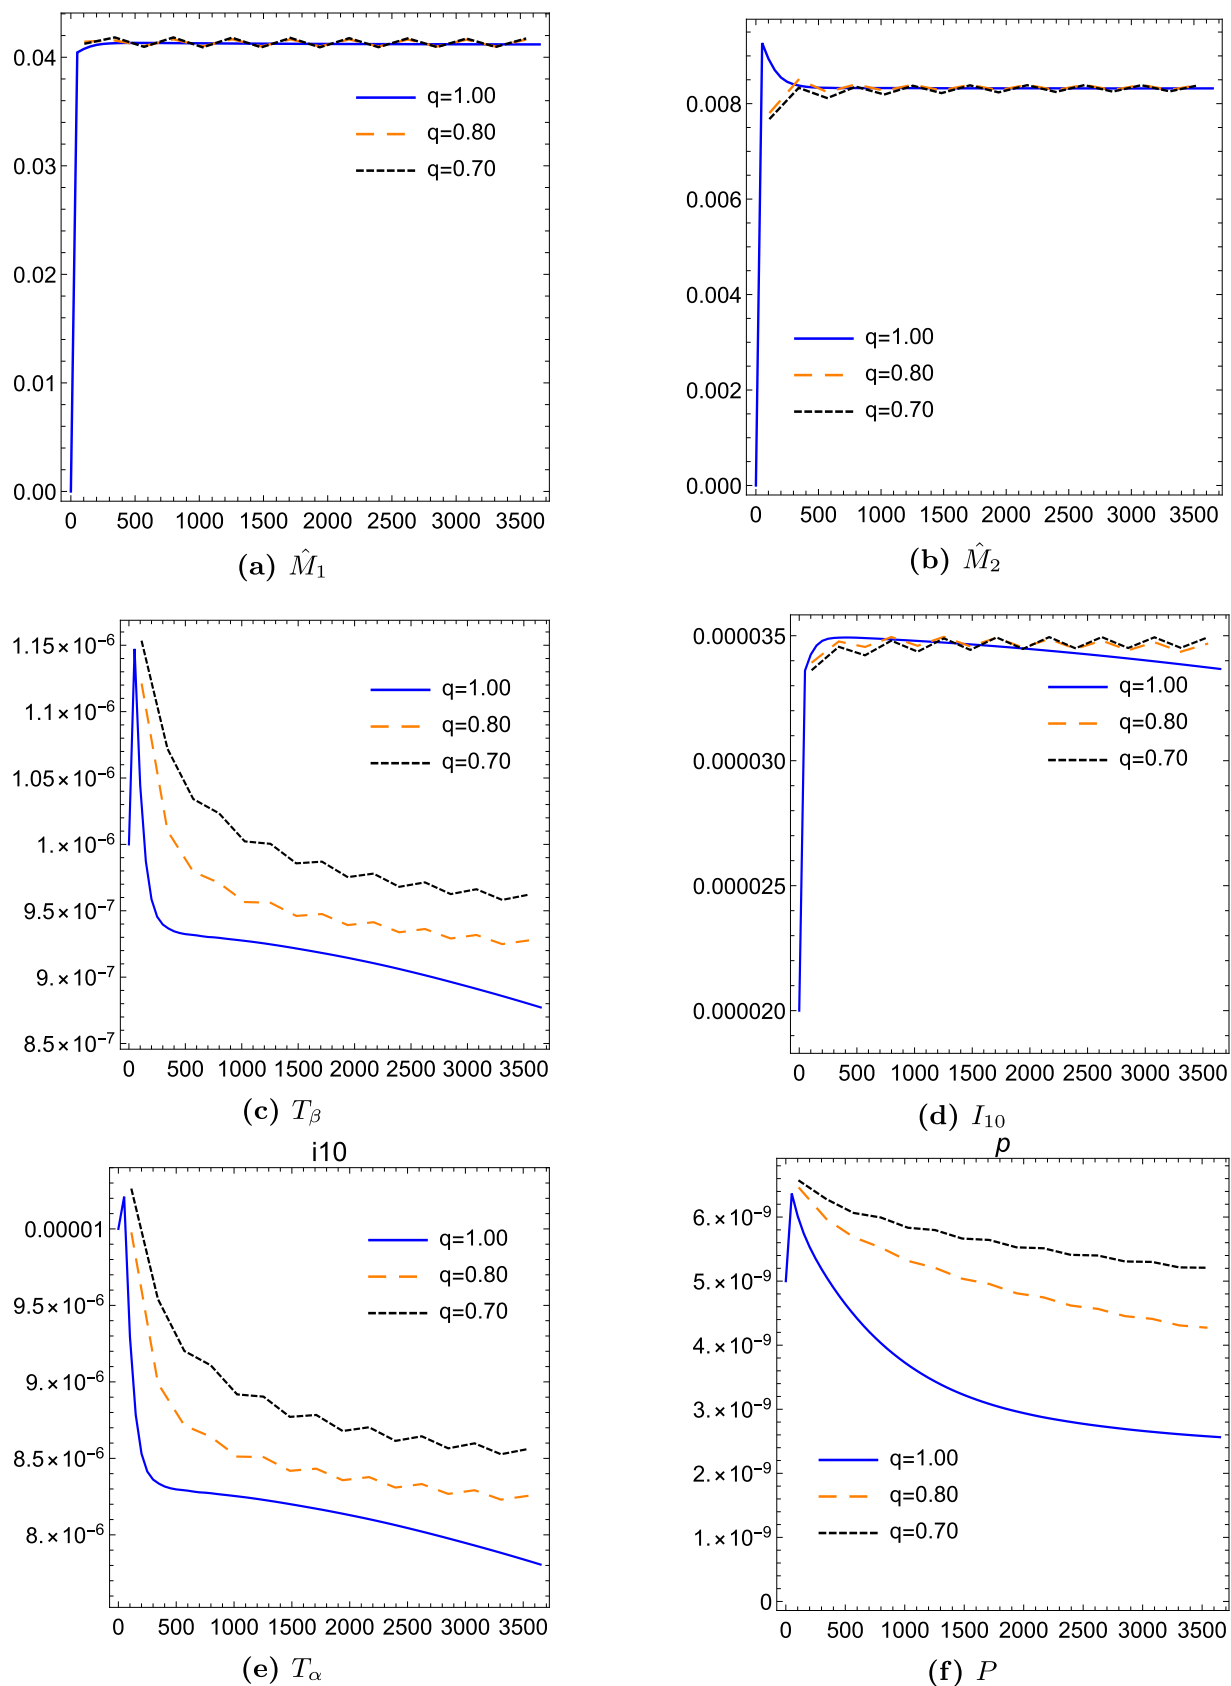 0.04
0.03
0.02
0.01
0.00
q=1.00
q=0.80
q=0.70
0 500 1000 1500 2000 2500 3000 3500
(a) M̂₁
0.008
0.006
0.004
0.002
0.000
q=1.00
q=0.80
q=0.70
0 500 1000 1500 2000 2500 3000 3500
(b) M̂₂
1.15×10⁻⁶
1.1×10⁻⁶
1.05×10⁻⁶
1.×10⁻⁶
9.5×10⁻⁷
9.×10⁻⁷
8.5×10⁻⁷
q=1.00
q=0.80
q=0.70
0 500 1000 1500 2000 2500 3000 3500
(c) T_β
0.000035
0.000030
0.000025
0.000020
q=1.00
q=0.80
q=0.70
0 500 1000 1500 2000 2500 3000 3500
(d) I₁₀
i10
0.00001
9.5×10⁻⁶
9.×10⁻⁶
8.5×10⁻⁶
8.×10⁻⁶
q=1.00
q=0.80
q=0.70
0 500 1000 1500 2000 2500 3000 3500
(e) T_α
p
6.×10⁻⁹
5.×10⁻⁹
4.×10⁻⁹
3.×10⁻⁹
2.×10⁻⁹
1.×10⁻⁹
0
q=1.00
q=0.80
q=0.70
0 500 1000 1500 2000 2500 3000 3500
(f) P